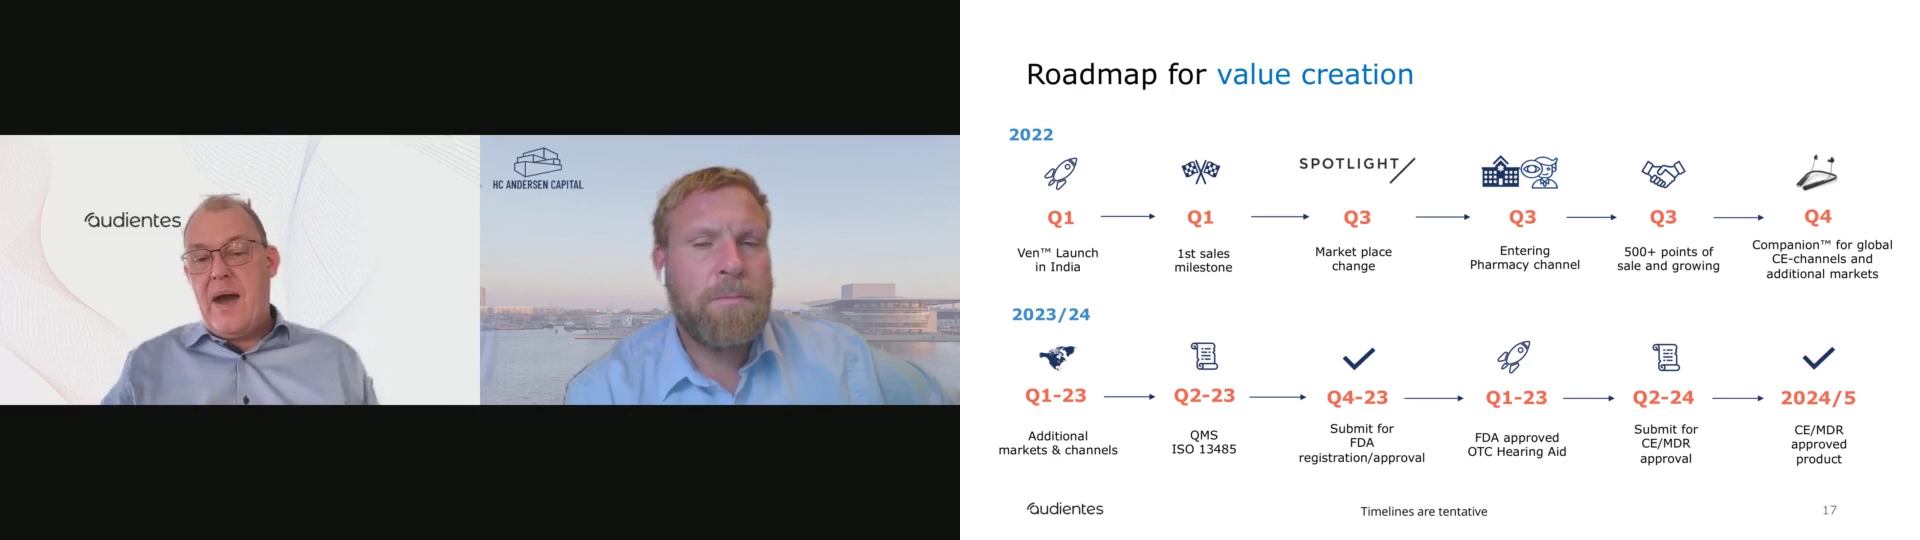 audientes
HC ANDERSEN CAPITAL
Roadmap for value creation
2022
SPOTLIGHT
Q1
Q1
Q3
Q3
Q3
Q4
Ven™ Launch
in India
1st sales
milestone
Market place
change
Entering
Pharmacy channel
500+ points of
sale and growing
Companion™ for global
CE-channels and
additional markets
2023/24
Q1-23
Q2-23
Q4-23
Q1-23
Q2-24
2024/5
Additional
markets & channels
QMS
ISO 13485
Submit for
FDA
registration/approval
FDA approved
OTC Hearing Aid
Submit for
CE/MDR
approval
CE/MDR
approved
product
audientes
Timelines are tentative
17